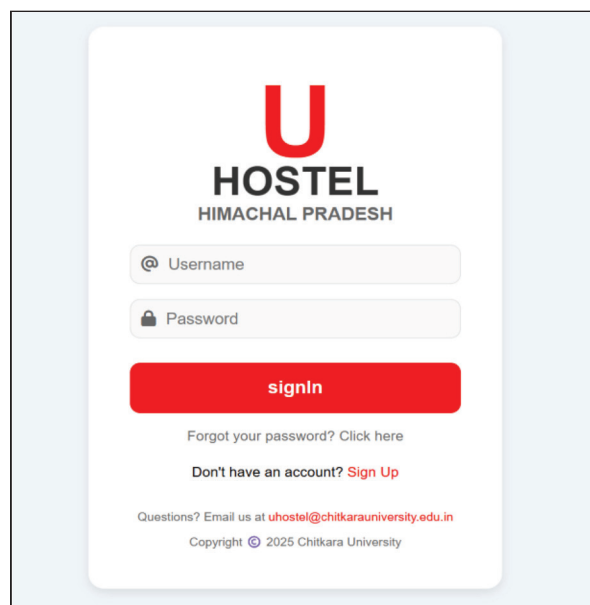 U
HOSTEL
HIMACHAL PRADESH
@ Username
Password
signIn
Forgot your password? Click here
Don't have an account? Sign Up
Questions? Email us at uhostel@chitkarauniversity.edu.in
Copyright © 2025 Chitkara University